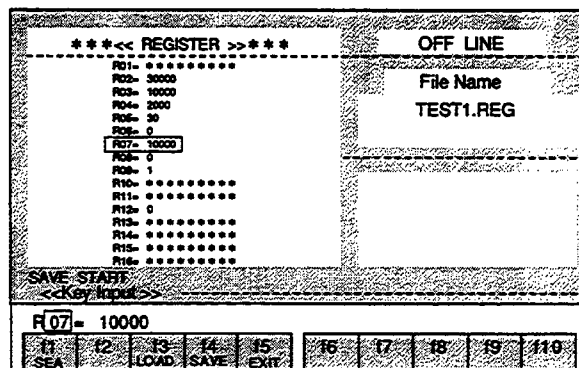 ***<< REGISTER >>***
R01= *********
R02= 30000
R03= 10000
R04= 2000
R05= 30
R06= 0
R07= 10000
R08= 0
R09= 1
R10= *********
R11= *********
R12= 0
R13= *********
R14= *********
R15= *********
R16= *********
OFF LINE
File Name
TEST1.REG
SAVE START
<<Key Input>>
R 07 = 10000
f1 f2 f3 f4 f5 f6 f7 f8 f9 f10
SEA LOAD SAVE EXIT